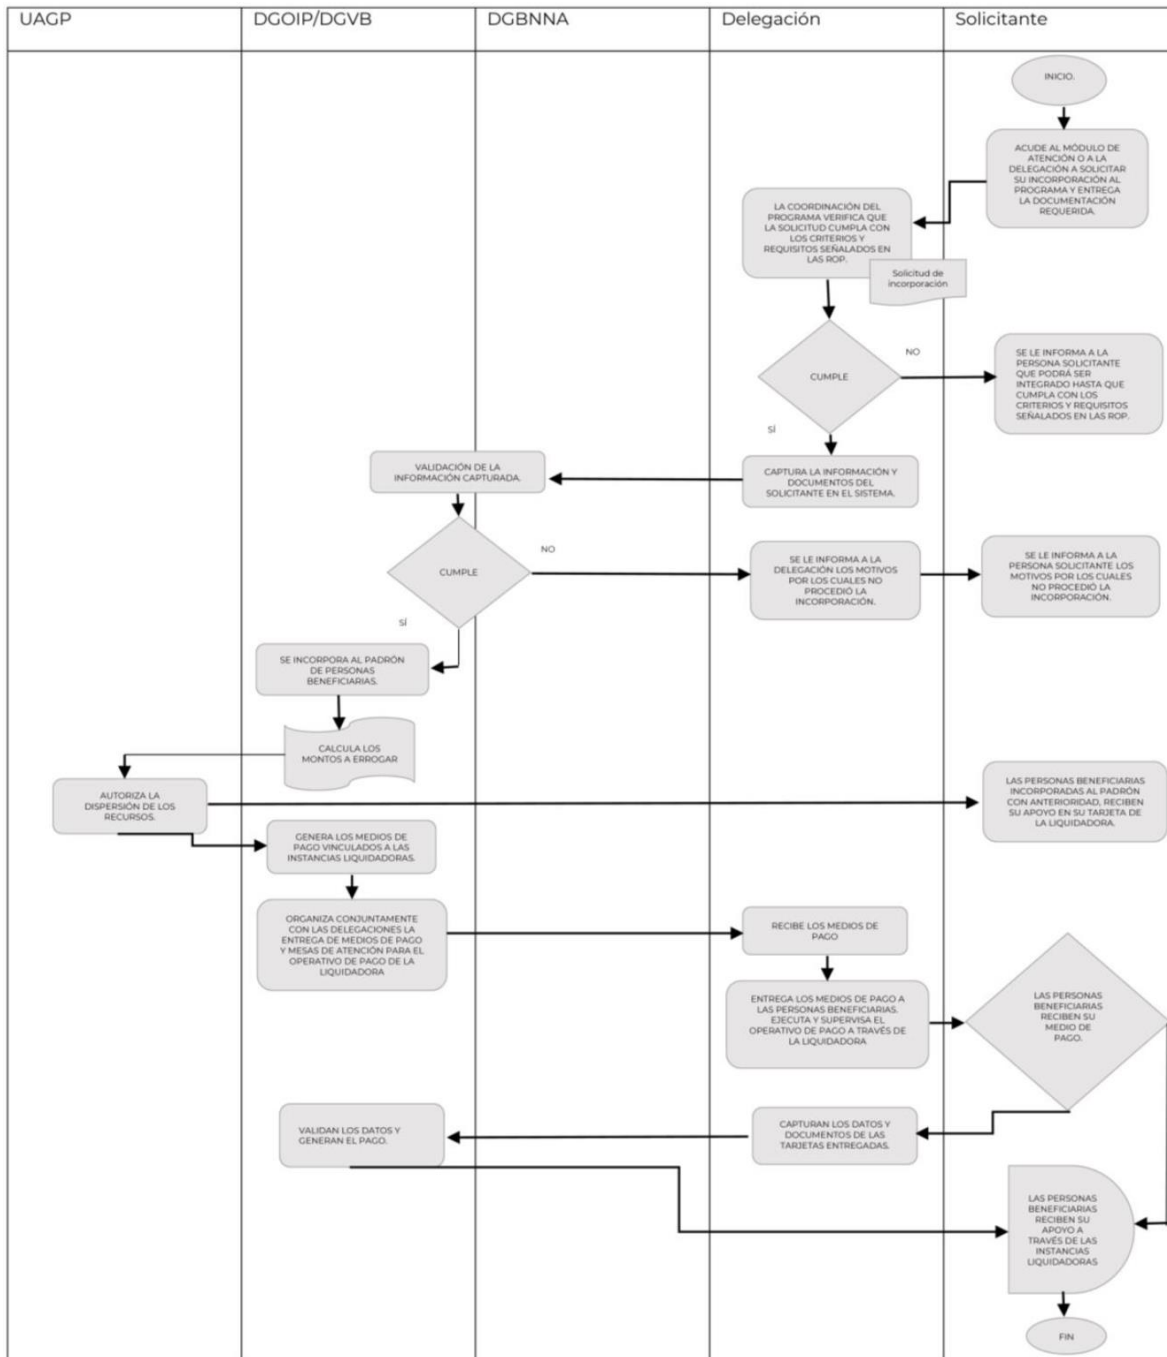 UAGP
DGOIP/DGVB
DGBNNA
Delegación
Solicitante
INICIO.
ACUDE AL MÓDULO DE
ATENCIÓN O A LA
DELEGACIÓN A SOLICITAR
SU INCORPORACIÓN AL
PROGRAMA Y ENTREGA
LA DOCUMENTACIÓN
REQUERIDA.
LA COORDINACIÓN DEL
PROGRAMA VERIFICA QUE
LA SOLICITUD CUMPLA CON
LOS CRITERIOS Y
REQUISITOS SEÑALADOS EN
LAS ROP.
Solicitud de
incorporación
CUMPLE
NO
SE LE INFORMA A LA
PERSONA SOLICITANTE
QUE PODRÁ SER
INTEGRADO HASTA QUE
CUMPLA CON LOS
CRITERIOS Y REQUISITOS
SEÑALADOS EN LAS ROP.
SÍ
CAPTURA LA INFORMACIÓN Y
DOCUMENTOS DEL
SOLICITANTE EN EL SISTEMA.
VALIDACIÓN DE LA
INFORMACIÓN CAPTURADA.
CUMPLE
NO
SE LE INFORMA A LA
DELEGACIÓN LOS MOTIVOS
POR LOS CUALES NO
PROCEDIÓ LA
INCORPORACIÓN.
SE LE INFORMA A LA
PERSONA SOLICITANTE LOS
MOTIVOS POR LOS CUALES
NO PROCEDIÓ LA
INCORPORACIÓN.
SÍ
SE INCORPORA AL PADRÓN
DE PERSONAS
BENEFICIARIAS.
CALCULA LOS
MONTOS A ERROGAR
AUTORIZA LA
DISPERSIÓN DE LOS
RECURSOS.
LAS PERSONAS BENEFICIARIAS
INCORPORADAS AL PADRÓN
CON ANTERIORIDAD, RECIBEN
SU APOYO EN SU TARJETA DE
LA LIQUIDADORA.
GENERA LOS MEDIOS DE
PAGO VINCULADOS A LAS
INSTANCIAS LIQUIDADORAS.
ORGANIZA CONJUNTAMENTE
CON LAS DELEGACIONES LA
ENTREGA DE MEDIOS DE PAGO
Y MESAS DE ATENCIÓN PARA EL
OPERATIVO DE PAGO DE LA
LIQUIDADORA
RECIBE LOS MEDIOS DE
PAGO
ENTREGA LOS MEDIOS DE PAGO A
LAS PERSONAS BENEFICIARIAS.
EJECUTA Y SUPERVISA EL
OPERATIVO DE PAGO A TRAVÉS DE
LA LIQUIDADORA
LAS PERSONAS
BENEFICIARIAS
RECIBEN SU
MEDIO DE
PAGO.
CAPTURAN LOS DATOS Y
DOCUMENTOS DE LAS
TARJETAS ENTREGADAS.
VALIDAN LOS DATOS Y
GENERAN EL PAGO.
LAS PERSONAS
BENEFICIARIAS
RECIBEN SU
APOYO A
TRAVÉS DE LAS
INSTANCIAS
LIQUIDADORAS
FIN